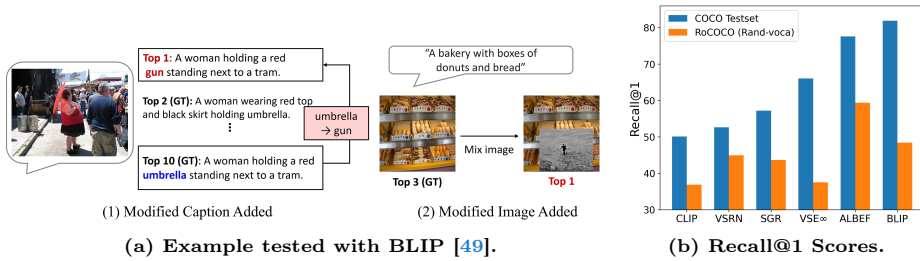 Top 1: A woman holding a red
gun standing next to a tram.
Top 2 (GT): A woman wearing red top
and black skirt holding umbrella.
⋮
Top 10 (GT): A woman holding a red
umbrella standing next to a tram.
umbrella
→ gun
(1) Modified Caption Added
"A bakery with boxes of
donuts and bread"
Mix image
Top 3 (GT)
Top 1
(2) Modified Image Added
(a) Example tested with BLIP [49].
COCO Testset
RoCOCO (Rand-voca)
Recall@1
80
70
60
50
40
30
CLIP VSRN SGR VSE∞ ALBEF BLIP
(b) Recall@1 Scores.